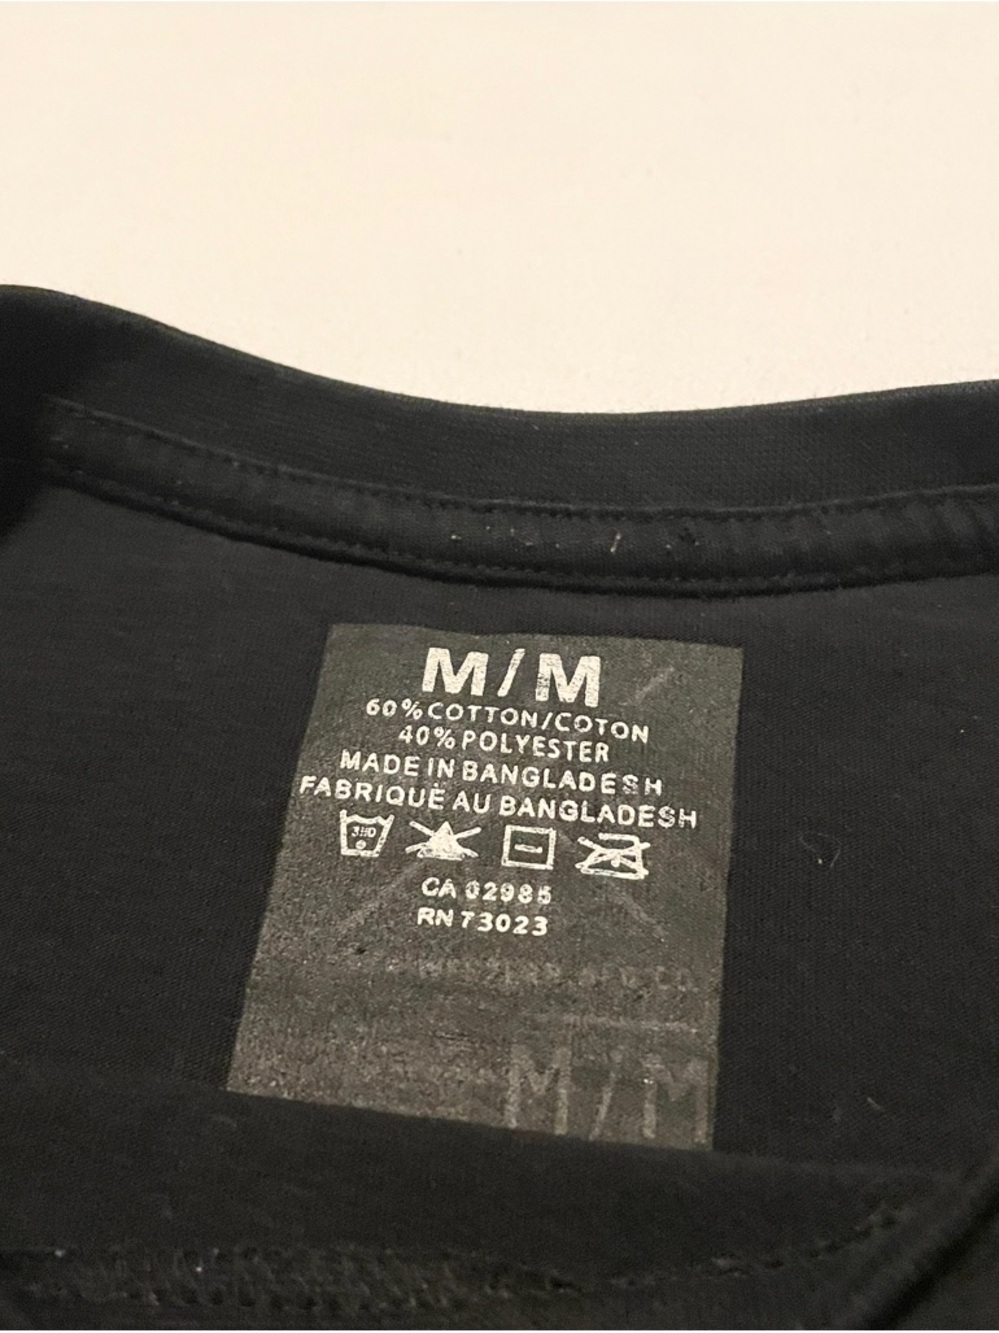 M/M
60% COTTON/COTON
40% POLYESTER
MADE IN BANGLADESH
FABRIQUÉ AU BANGLADESH
CA 02985
RN 73023
M/M